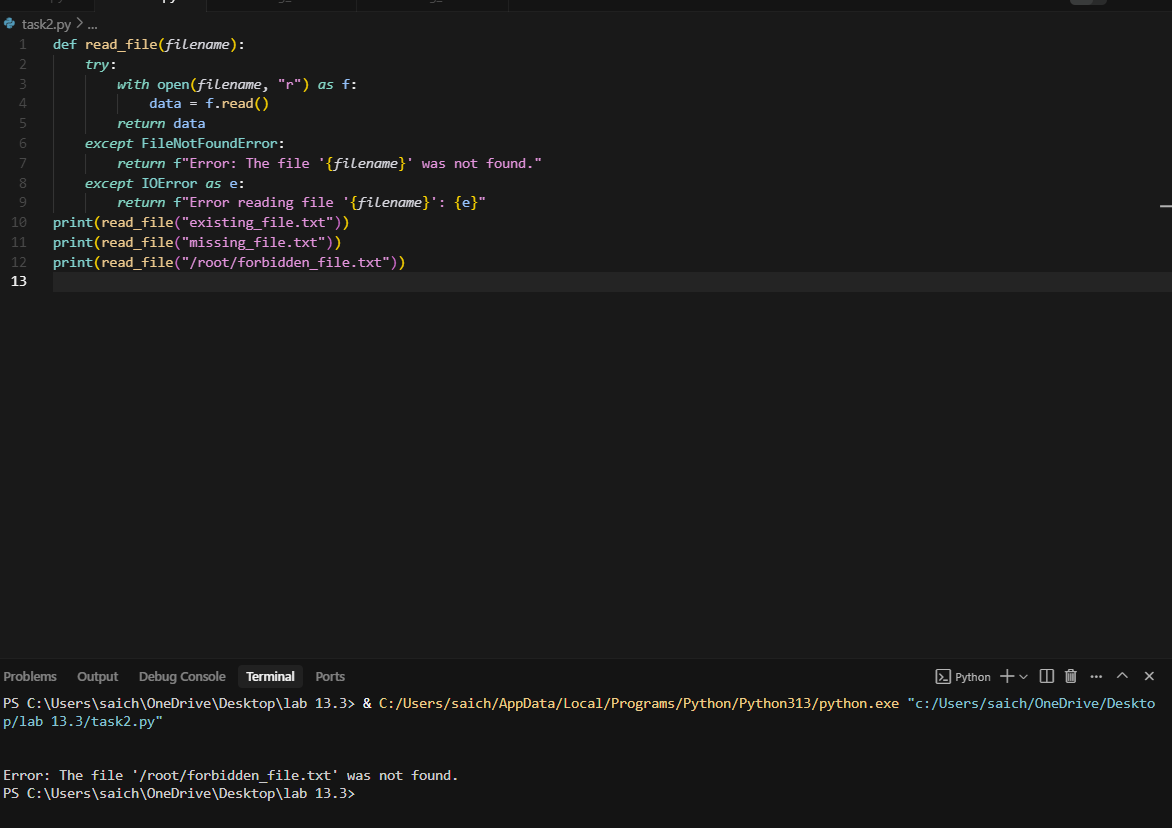 task2.py > ...
1 def read_file(filename):
2 try:
3 with open(filename, "r") as f:
4 data = f.read()
5 return data
6 except FileNotFoundError:
7 return f"Error: The file '{filename}' was not found."
8 except IOError as e:
9 return f"Error reading file '{filename}': {e}"
10 print(read_file("existing_file.txt"))
11 print(read_file("missing_file.txt"))
12 print(read_file("/root/forbidden_file.txt"))
13
Problems Output Debug Console Terminal Ports Python
PS C:\Users\saich\OneDrive\Desktop\lab 13.3> & C:/Users/saich/AppData/Local/Programs/Python/Python313/python.exe "c:/Users/saich/OneDrive/Deskto
p/lab 13.3/task2.py"
Error: The file '/root/forbidden_file.txt' was not found.
PS C:\Users\saich\OneDrive\Desktop\lab 13.3>